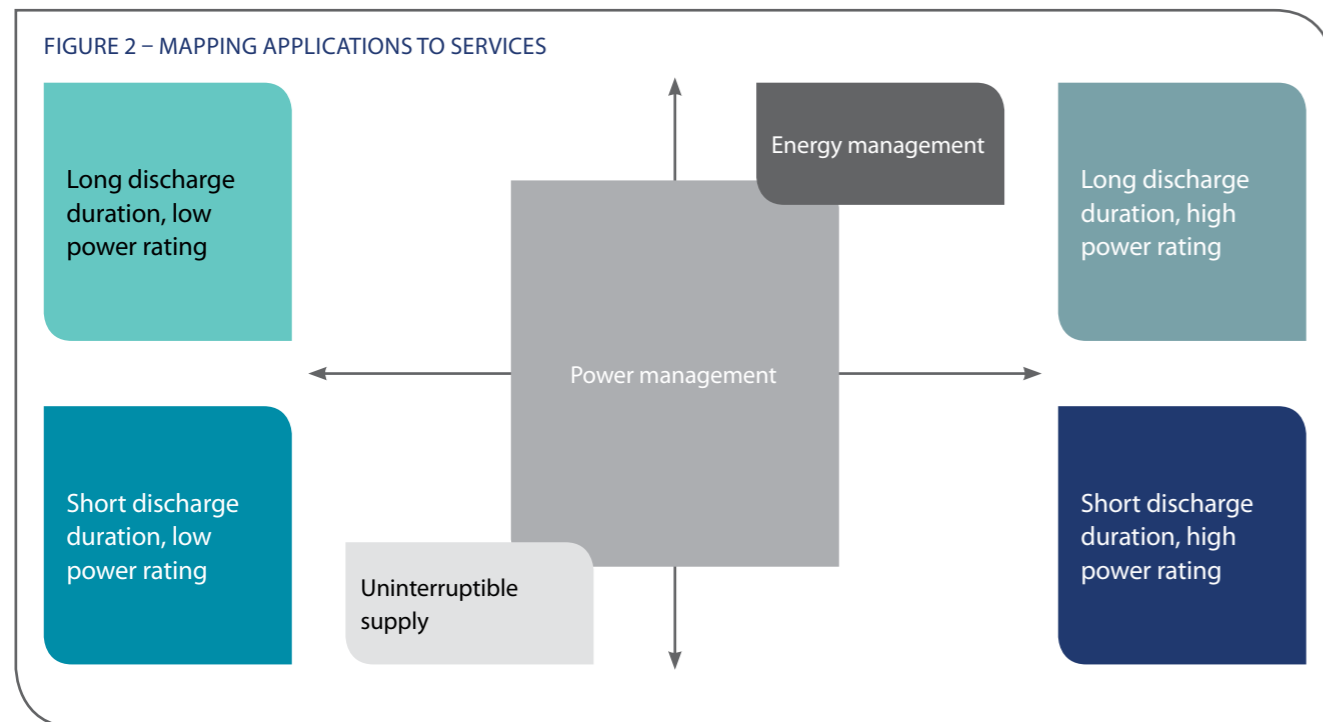 FIGURE 2 – MAPPING APPLICATIONS TO SERVICES
Long discharge
duration, low
power rating
Energy management
Long discharge
duration, high
power rating
Power management
Short discharge
duration, low
power rating
Uninterruptible
supply
Short discharge
duration, high
power rating